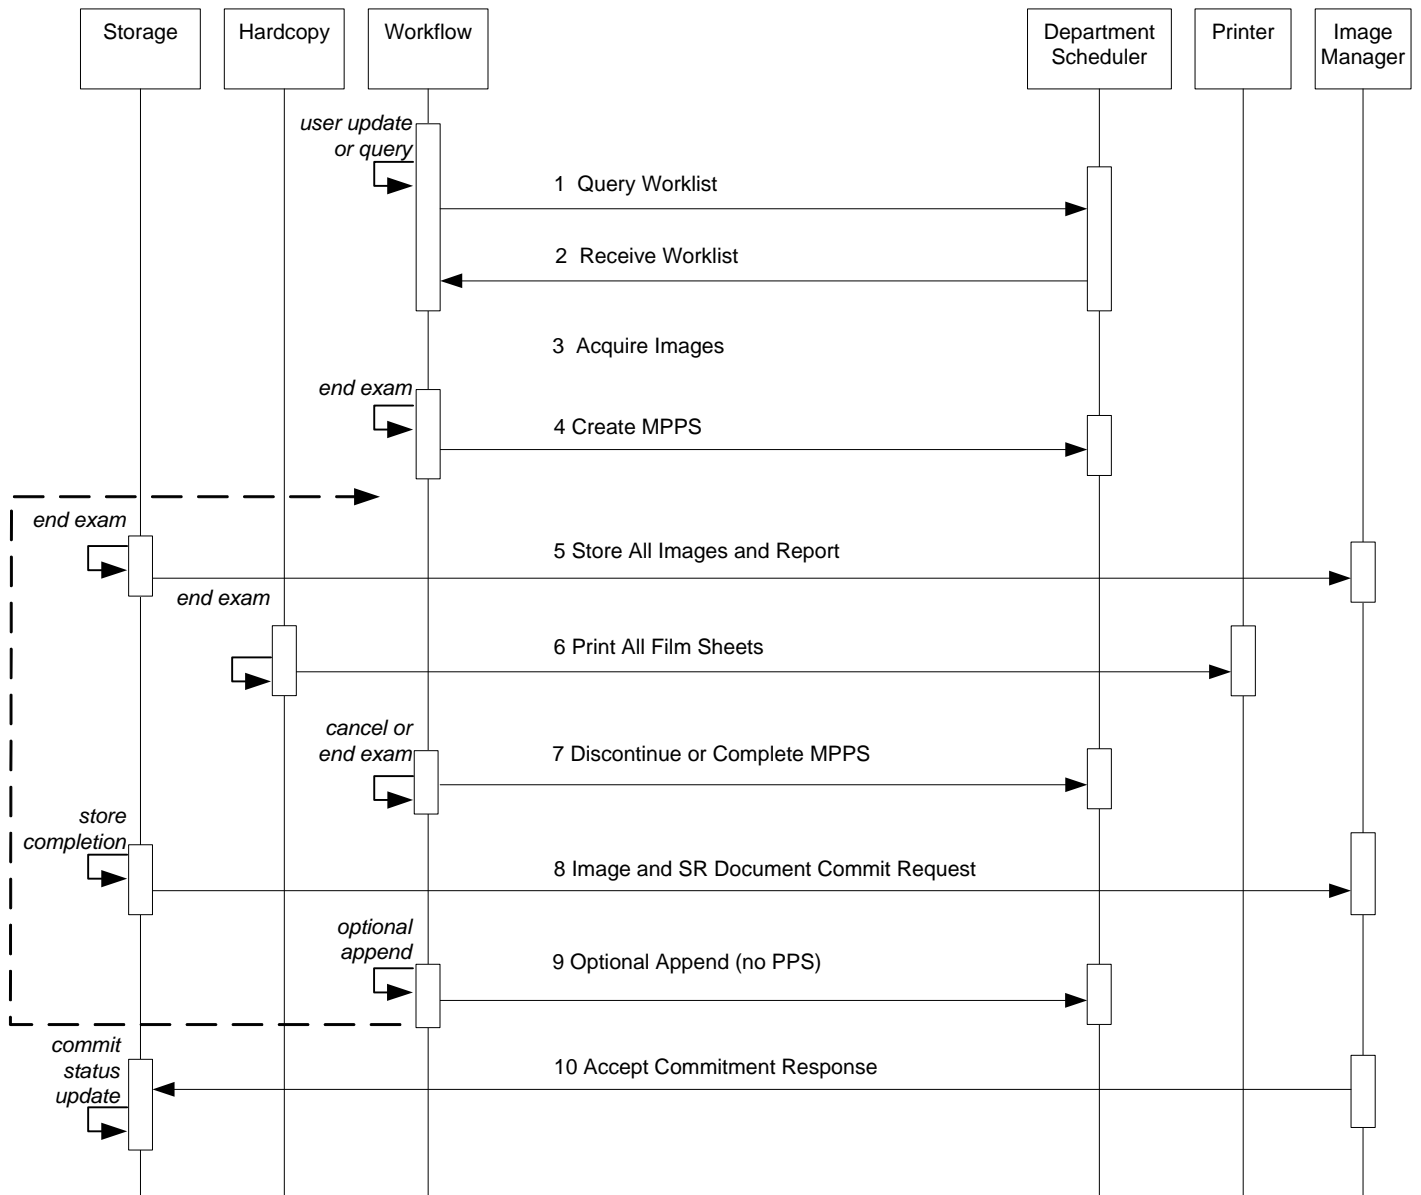 Storage
Hardcopy
Workflow
Department
Scheduler
Printer
Image
Manager
user update
or query
1 Query Worklist
2 Receive Worklist
3 Acquire Images
end exam
4 Create MPPS
end exam
5 Store All Images and Report
end exam
6 Print All Film Sheets
cancel or
end exam
7 Discontinue or Complete MPPS
store
completion
8 Image and SR Document Commit Request
optional
append
9 Optional Append (no PPS)
commit
status
update
10 Accept Commitment Response